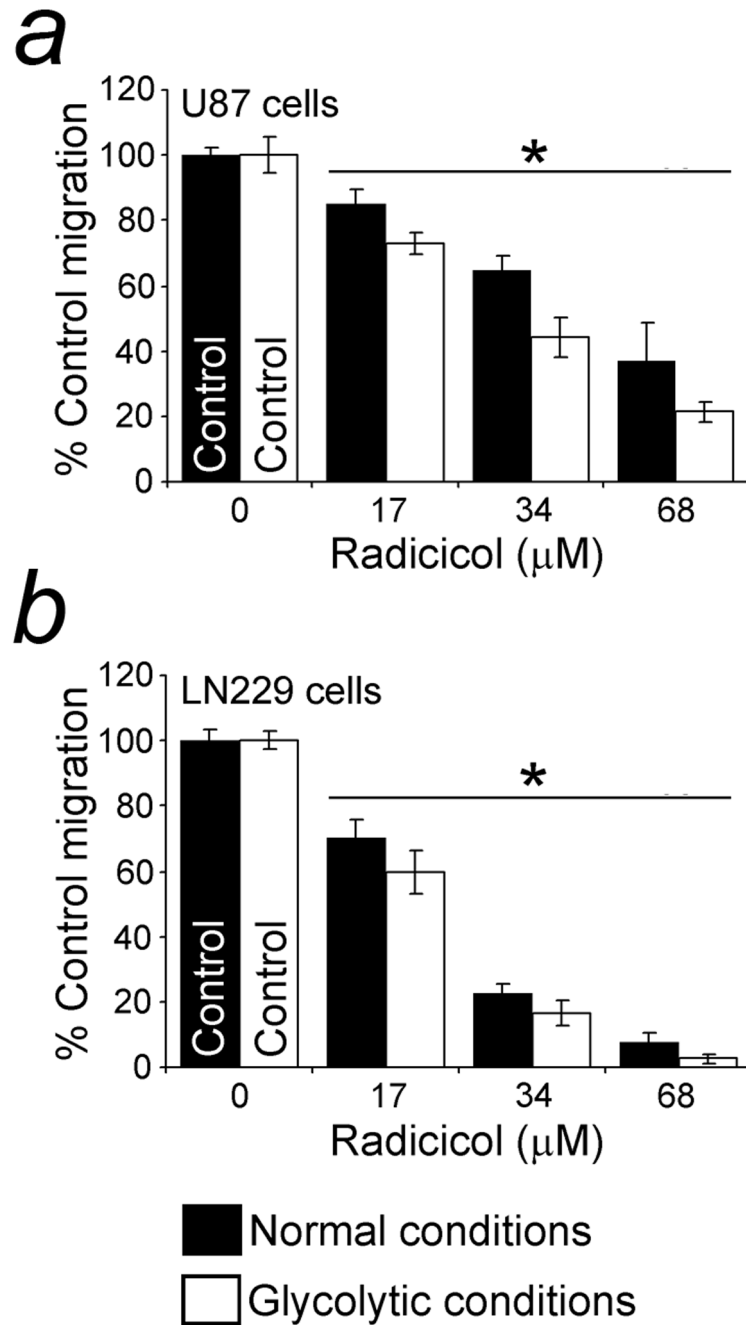 a
U87 cells
120
100
80
60
40
20
0
% Control migration
*
Control
Control
0 17 34 68
Radicicol (μM)
b
LN229 cells
120
100
80
60
40
20
0
% Control migration
*
Control
Control
0 17 34 68
Radicicol (μM)
Normal conditions
Glycolytic conditions